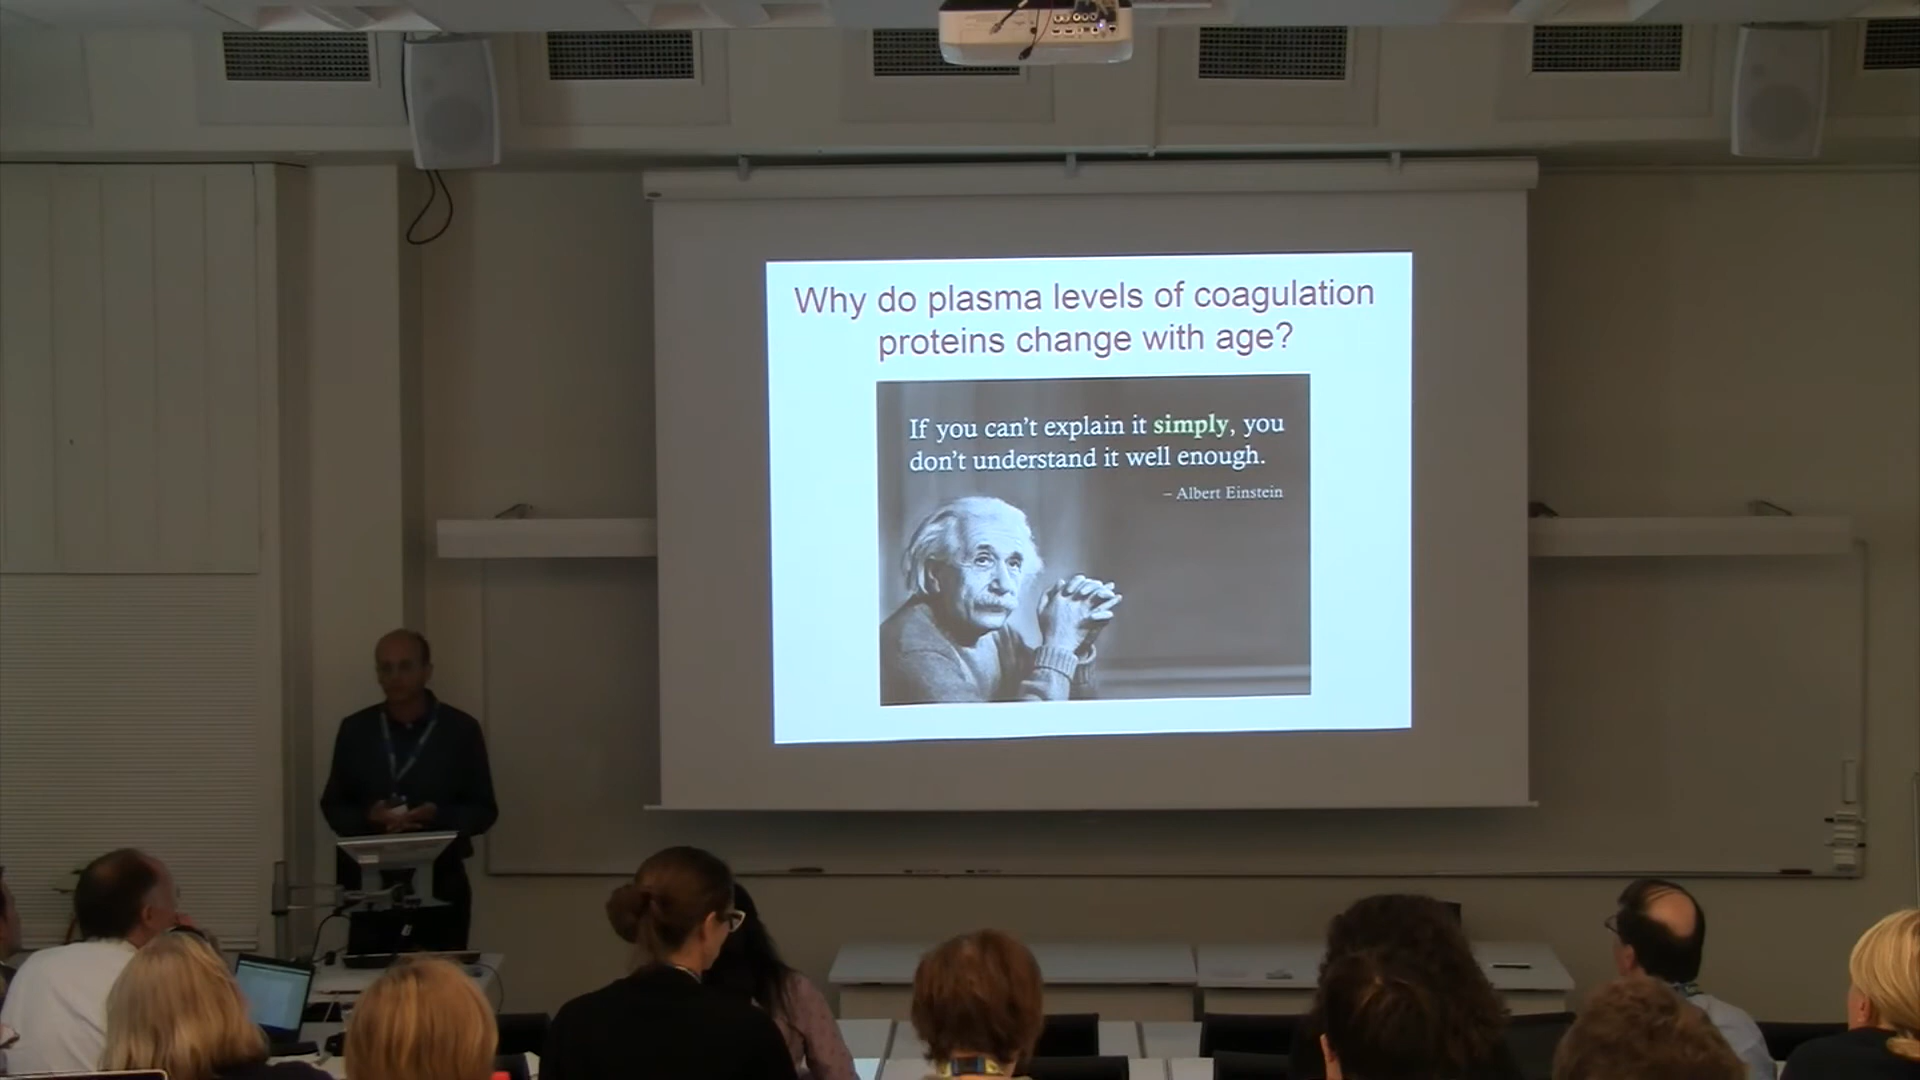 Why do plasma levels of coagulation
proteins change with age?
If you can't explain it simply, you
don't understand it well enough.
– Albert Einstein